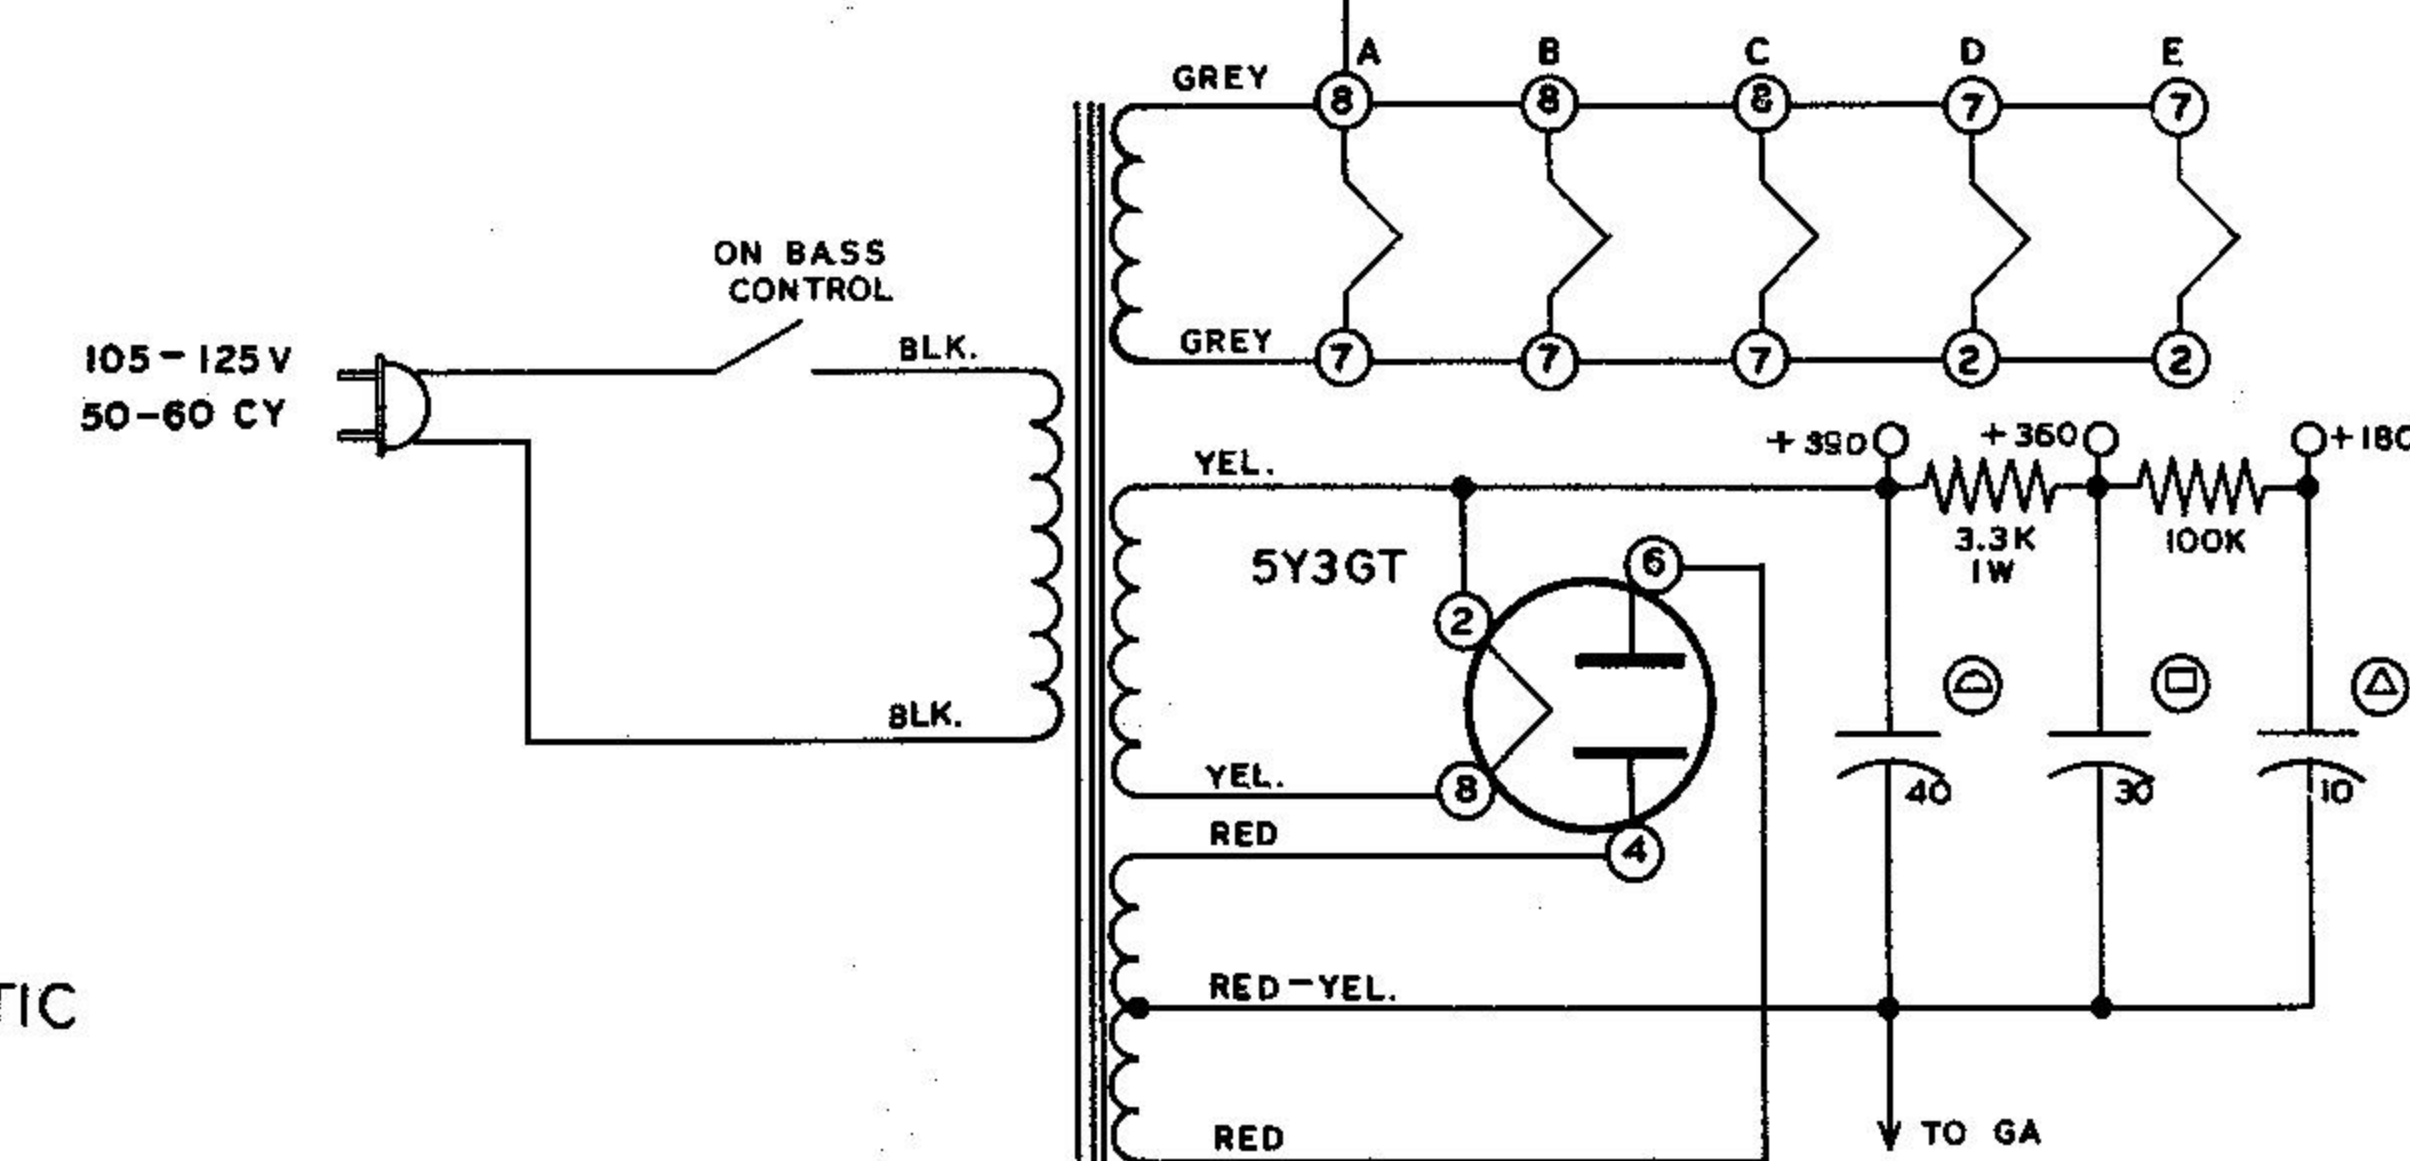 A B C D E
GREY 8 8 8 7 7
ON BASS
CONTROL
GREY 7 7 7 2 2
105-125V
50-60 CY
BLK.
+390 +360 +180
YEL.
3.3K
1W
100K
5Y3GT
6
2
BLK.
YEL.
8
40 30 10
RED
4
RED-YEL.
TIC
RED
TO GA